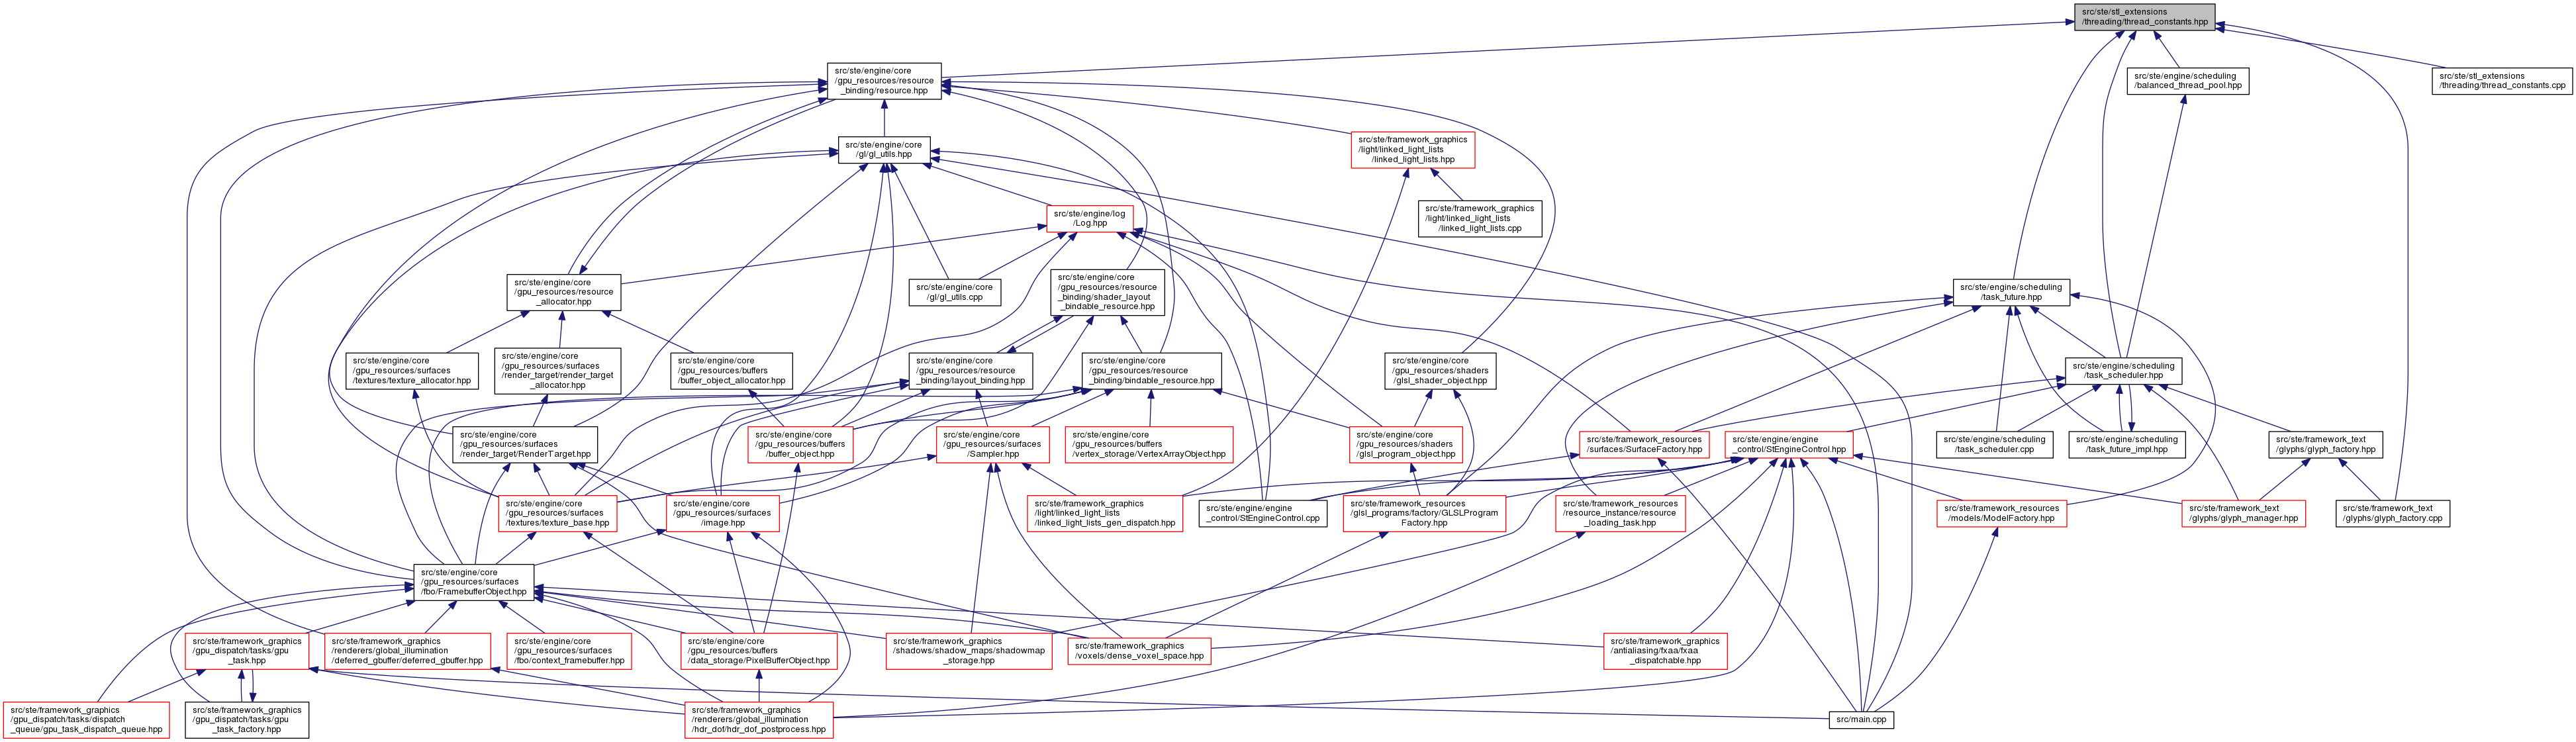 src/ste/stl_extensions
/threading/thread_constants.hpp
src/ste/engine/core
/gpu_resources/resource
_binding/resource.hpp
src/ste/engine/scheduling
/balanced_thread_pool.hpp
src/ste/stl_extensions
/threading/thread_constants.cpp
src/ste/engine/core
/gl/gl_utils.hpp
src/ste/framework_graphics
/light/linked_light_lists
/linked_light_lists.hpp
src/ste/engine/log
/Log.hpp
src/ste/framework_graphics
/light/linked_light_lists
/linked_light_lists.cpp
src/ste/engine/core
/gpu_resources/resource
_allocator.hpp
src/ste/engine/core
/gl/gl_utils.cpp
src/ste/engine/core
/gpu_resources/resource
_binding/shader_layout
_bindable_resource.hpp
src/ste/engine/scheduling
/task_future.hpp
src/ste/engine/core
/gpu_resources/surfaces
/textures/texture_allocator.hpp
src/ste/engine/core
/gpu_resources/surfaces
/render_target/render_target
_allocator.hpp
src/ste/engine/core
/gpu_resources/buffers
/buffer_object_allocator.hpp
src/ste/engine/core
/gpu_resources/resource
_binding/layout_binding.hpp
src/ste/engine/core
/gpu_resources/resource
_binding/bindable_resource.hpp
src/ste/engine/core
/gpu_resources/shaders
/glsl_shader_object.hpp
src/ste/engine/scheduling
/task_scheduler.hpp
src/ste/engine/core
/gpu_resources/surfaces
/render_target/RenderTarget.hpp
src/ste/engine/core
/gpu_resources/buffers
/buffer_object.hpp
src/ste/engine/core
/gpu_resources/surfaces
/Sampler.hpp
src/ste/engine/core
/gpu_resources/buffers
/vertex_storage/VertexArrayObject.hpp
src/ste/engine/core
/gpu_resources/shaders
/glsl_program_object.hpp
src/ste/framework_resources
/surfaces/SurfaceFactory.hpp
src/ste/engine/engine
_control/StEngineControl.hpp
src/ste/engine/scheduling
/task_scheduler.cpp
src/ste/engine/scheduling
/task_future_impl.hpp
src/ste/framework_text
/glyphs/glyph_factory.hpp
src/ste/engine/core
/gpu_resources/surfaces
/textures/texture_base.hpp
src/ste/engine/core
/gpu_resources/surfaces
/image.hpp
src/ste/framework_graphics
/light/linked_light_lists
/linked_light_lists_gen_dispatch.hpp
src/ste/engine/engine
_control/StEngineControl.cpp
src/ste/framework_resources
/glsl_programs/factory/GLSLProgram
Factory.hpp
src/ste/framework_resources
/resource_instance/resource
_loading_task.hpp
src/ste/framework_resources
/models/ModelFactory.hpp
src/ste/framework_text
/glyphs/glyph_manager.hpp
src/ste/framework_text
/glyphs/glyph_factory.cpp
src/ste/engine/core
/gpu_resources/surfaces
/fbo/FramebufferObject.hpp
src/ste/framework_graphics
/gpu_dispatch/tasks/gpu
_task.hpp
src/ste/framework_graphics
/renderers/global_illumination
/deferred_gbuffer/deferred_gbuffer.hpp
src/ste/engine/core
/gpu_resources/surfaces
/fbo/context_framebuffer.hpp
src/ste/engine/core
/gpu_resources/buffers
/data_storage/PixelBufferObject.hpp
src/ste/framework_graphics
/shadows/shadow_maps/shadowmap
_storage.hpp
src/ste/framework_graphics
/voxels/dense_voxel_space.hpp
src/ste/framework_graphics
/antialiasing/fxaa/fxaa
_dispatchable.hpp
src/ste/framework_graphics
/gpu_dispatch/tasks/dispatch
_queue/gpu_task_dispatch_queue.hpp
src/ste/framework_graphics
/gpu_dispatch/tasks/gpu
_task_factory.hpp
src/ste/framework_graphics
/renderers/global_illumination
/hdr_dof/hdr_dof_postprocess.hpp
src/main.cpp